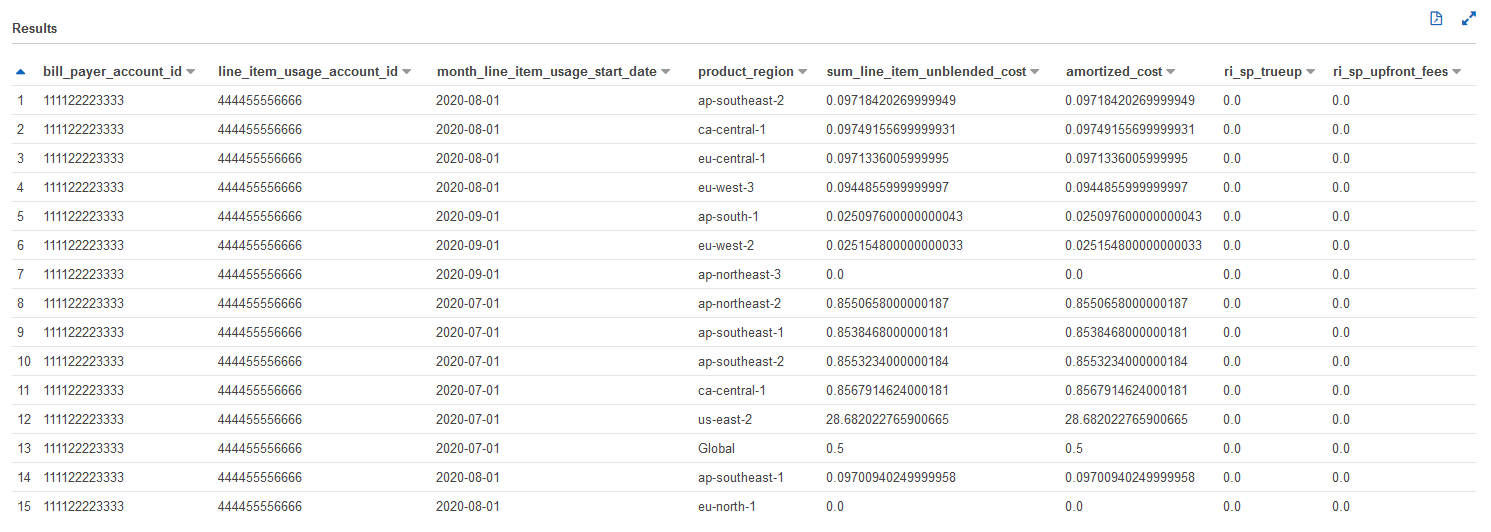 Results
bill_payer_account_id line_item_usage_account_id month_line_item_usage_start_date product_region sum_line_item_unblended_cost amortized_cost ri_sp_trueup ri_sp_upfront_fees
1 111122223333 444455556666 2020-08-01 ap-southeast-2 0.09718420269999949 0.09718420269999949 0.0 0.0
2 111122223333 444455556666 2020-08-01 ca-central-1 0.09749155699999931 0.09749155699999931 0.0 0.0
3 111122223333 444455556666 2020-08-01 eu-central-1 0.0971336005999995 0.0971336005999995 0.0 0.0
4 111122223333 444455556666 2020-08-01 eu-west-3 0.0944855999999997 0.0944855999999997 0.0 0.0
5 111122223333 444455556666 2020-09-01 ap-south-1 0.025097600000000043 0.025097600000000043 0.0 0.0
6 111122223333 444455556666 2020-09-01 eu-west-2 0.025154800000000033 0.025154800000000033 0.0 0.0
7 111122223333 444455556666 2020-09-01 ap-northeast-3 0.0 0.0 0.0 0.0
8 111122223333 444455556666 2020-07-01 ap-northeast-2 0.8550658000000187 0.8550658000000187 0.0 0.0
9 111122223333 444455556666 2020-07-01 ap-southeast-1 0.8538468000000181 0.8538468000000181 0.0 0.0
10 111122223333 444455556666 2020-07-01 ap-southeast-2 0.8553234000000184 0.8553234000000184 0.0 0.0
11 111122223333 444455556666 2020-07-01 ca-central-1 0.8567914624000181 0.8567914624000181 0.0 0.0
12 111122223333 444455556666 2020-07-01 us-east-2 28.682022765900665 28.682022765900665 0.0 0.0
13 111122223333 444455556666 2020-07-01 Global 0.5 0.5 0.0 0.0
14 111122223333 444455556666 2020-08-01 ap-southeast-1 0.09700940249999958 0.09700940249999958 0.0 0.0
15 111122223333 444455556666 2020-08-01 eu-north-1 0.0 0.0 0.0 0.0